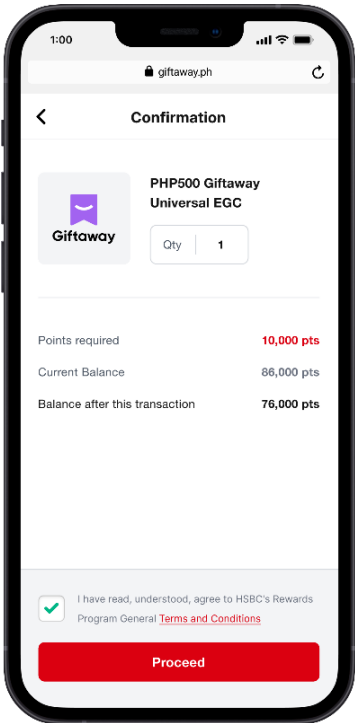 1:00
giftaway.ph
Confirmation
Giftaway
PHP500 Giftaway
Universal EGC
Qty 1
Points required 10,000 pts
Current Balance 86,000 pts
Balance after this transaction 76,000 pts
I have read, understood, agree to HSBC's Rewards
Program General Terms and Conditions
Proceed